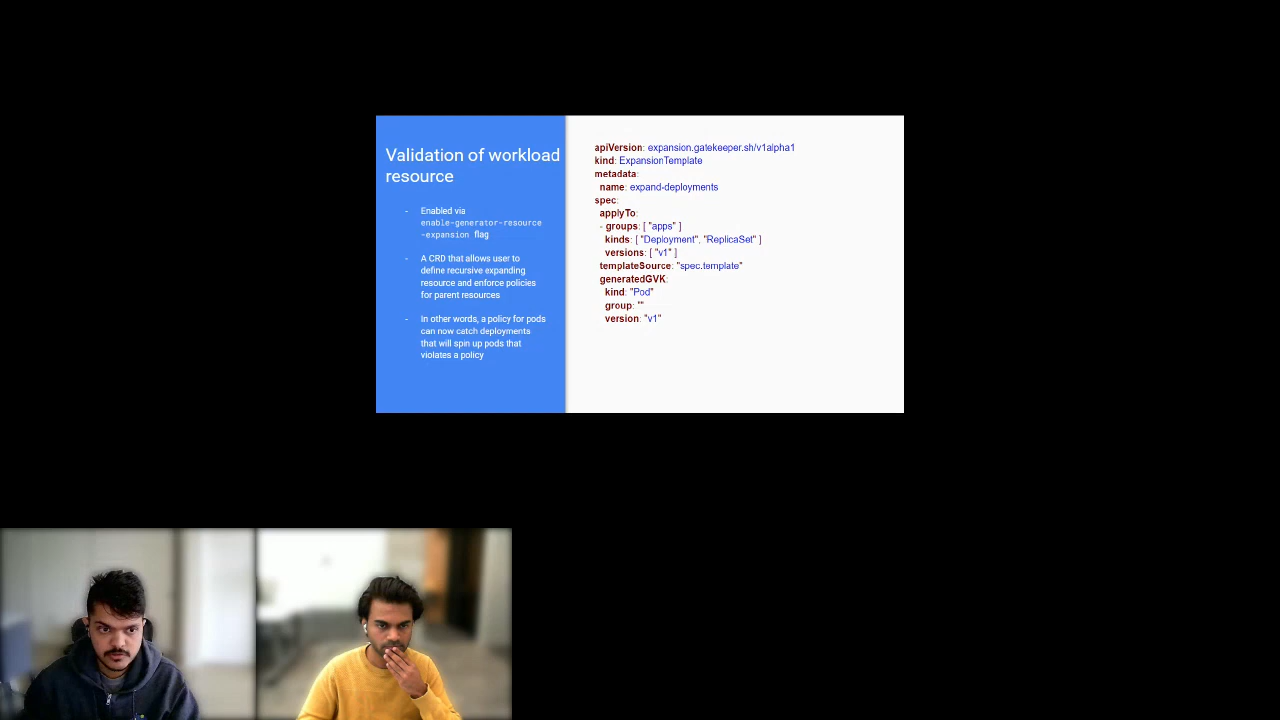 Validation of workload
resource
- Enabled via
enable-generator-resource
-expansion flag
- A CRD that allows user to
define recursive expanding
resource and enforce policies
for parent resources
- In other words, a policy for pods
can now catch deployments
that will spin up pods that
violates a policy
apiVersion: expansion.gatekeeper.sh/v1alpha1
kind: ExpansionTemplate
metadata:
name: expand-deployments
spec:
applyTo:
- groups: [ "apps" ]
kinds: [ "Deployment", "ReplicaSet" ]
versions: [ "v1" ]
templateSource: "spec.template"
generatedGVK:
kind: "Pod"
group: ""
version: "v1"